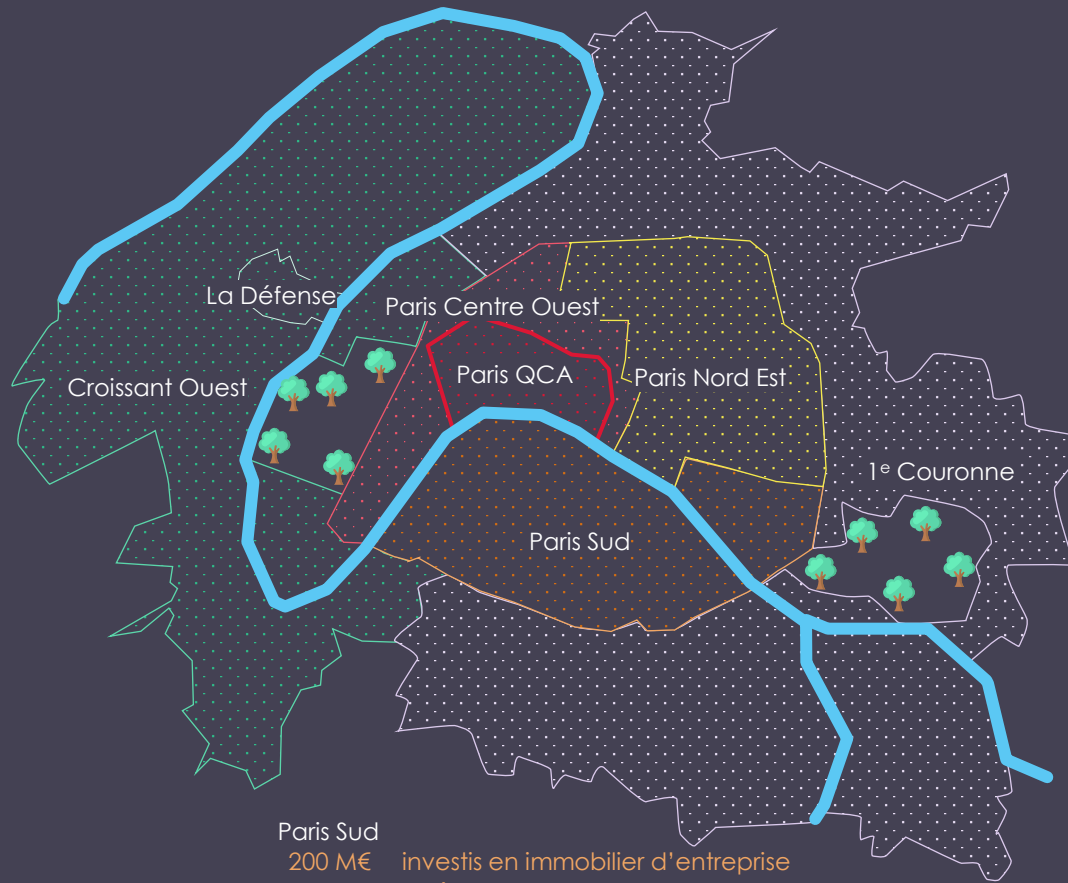 La Défense
Paris Centre Ouest
Croissant Ouest
Paris QCA
Paris Nord Est
1e Couronne
Paris Sud
Paris Sud
200 M€ investis en immobilier d’entreprise